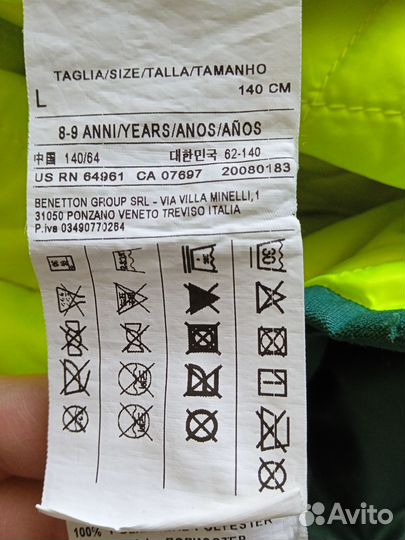 TAGLIA/SIZE/TALLA/TAMANHO
L 140 CM
8-9 ANNI/YEARS/ANOS/AÑOS
中国 140/64 대한민국 62-140
US RN 64961 CA 07697 20080183
BENETTON GROUP SRL - VIA VILLA MINELLI,1
31050 PONZANO VENETO TREVISO ITALIA
P.iva 03490770264
30
100%
Avito